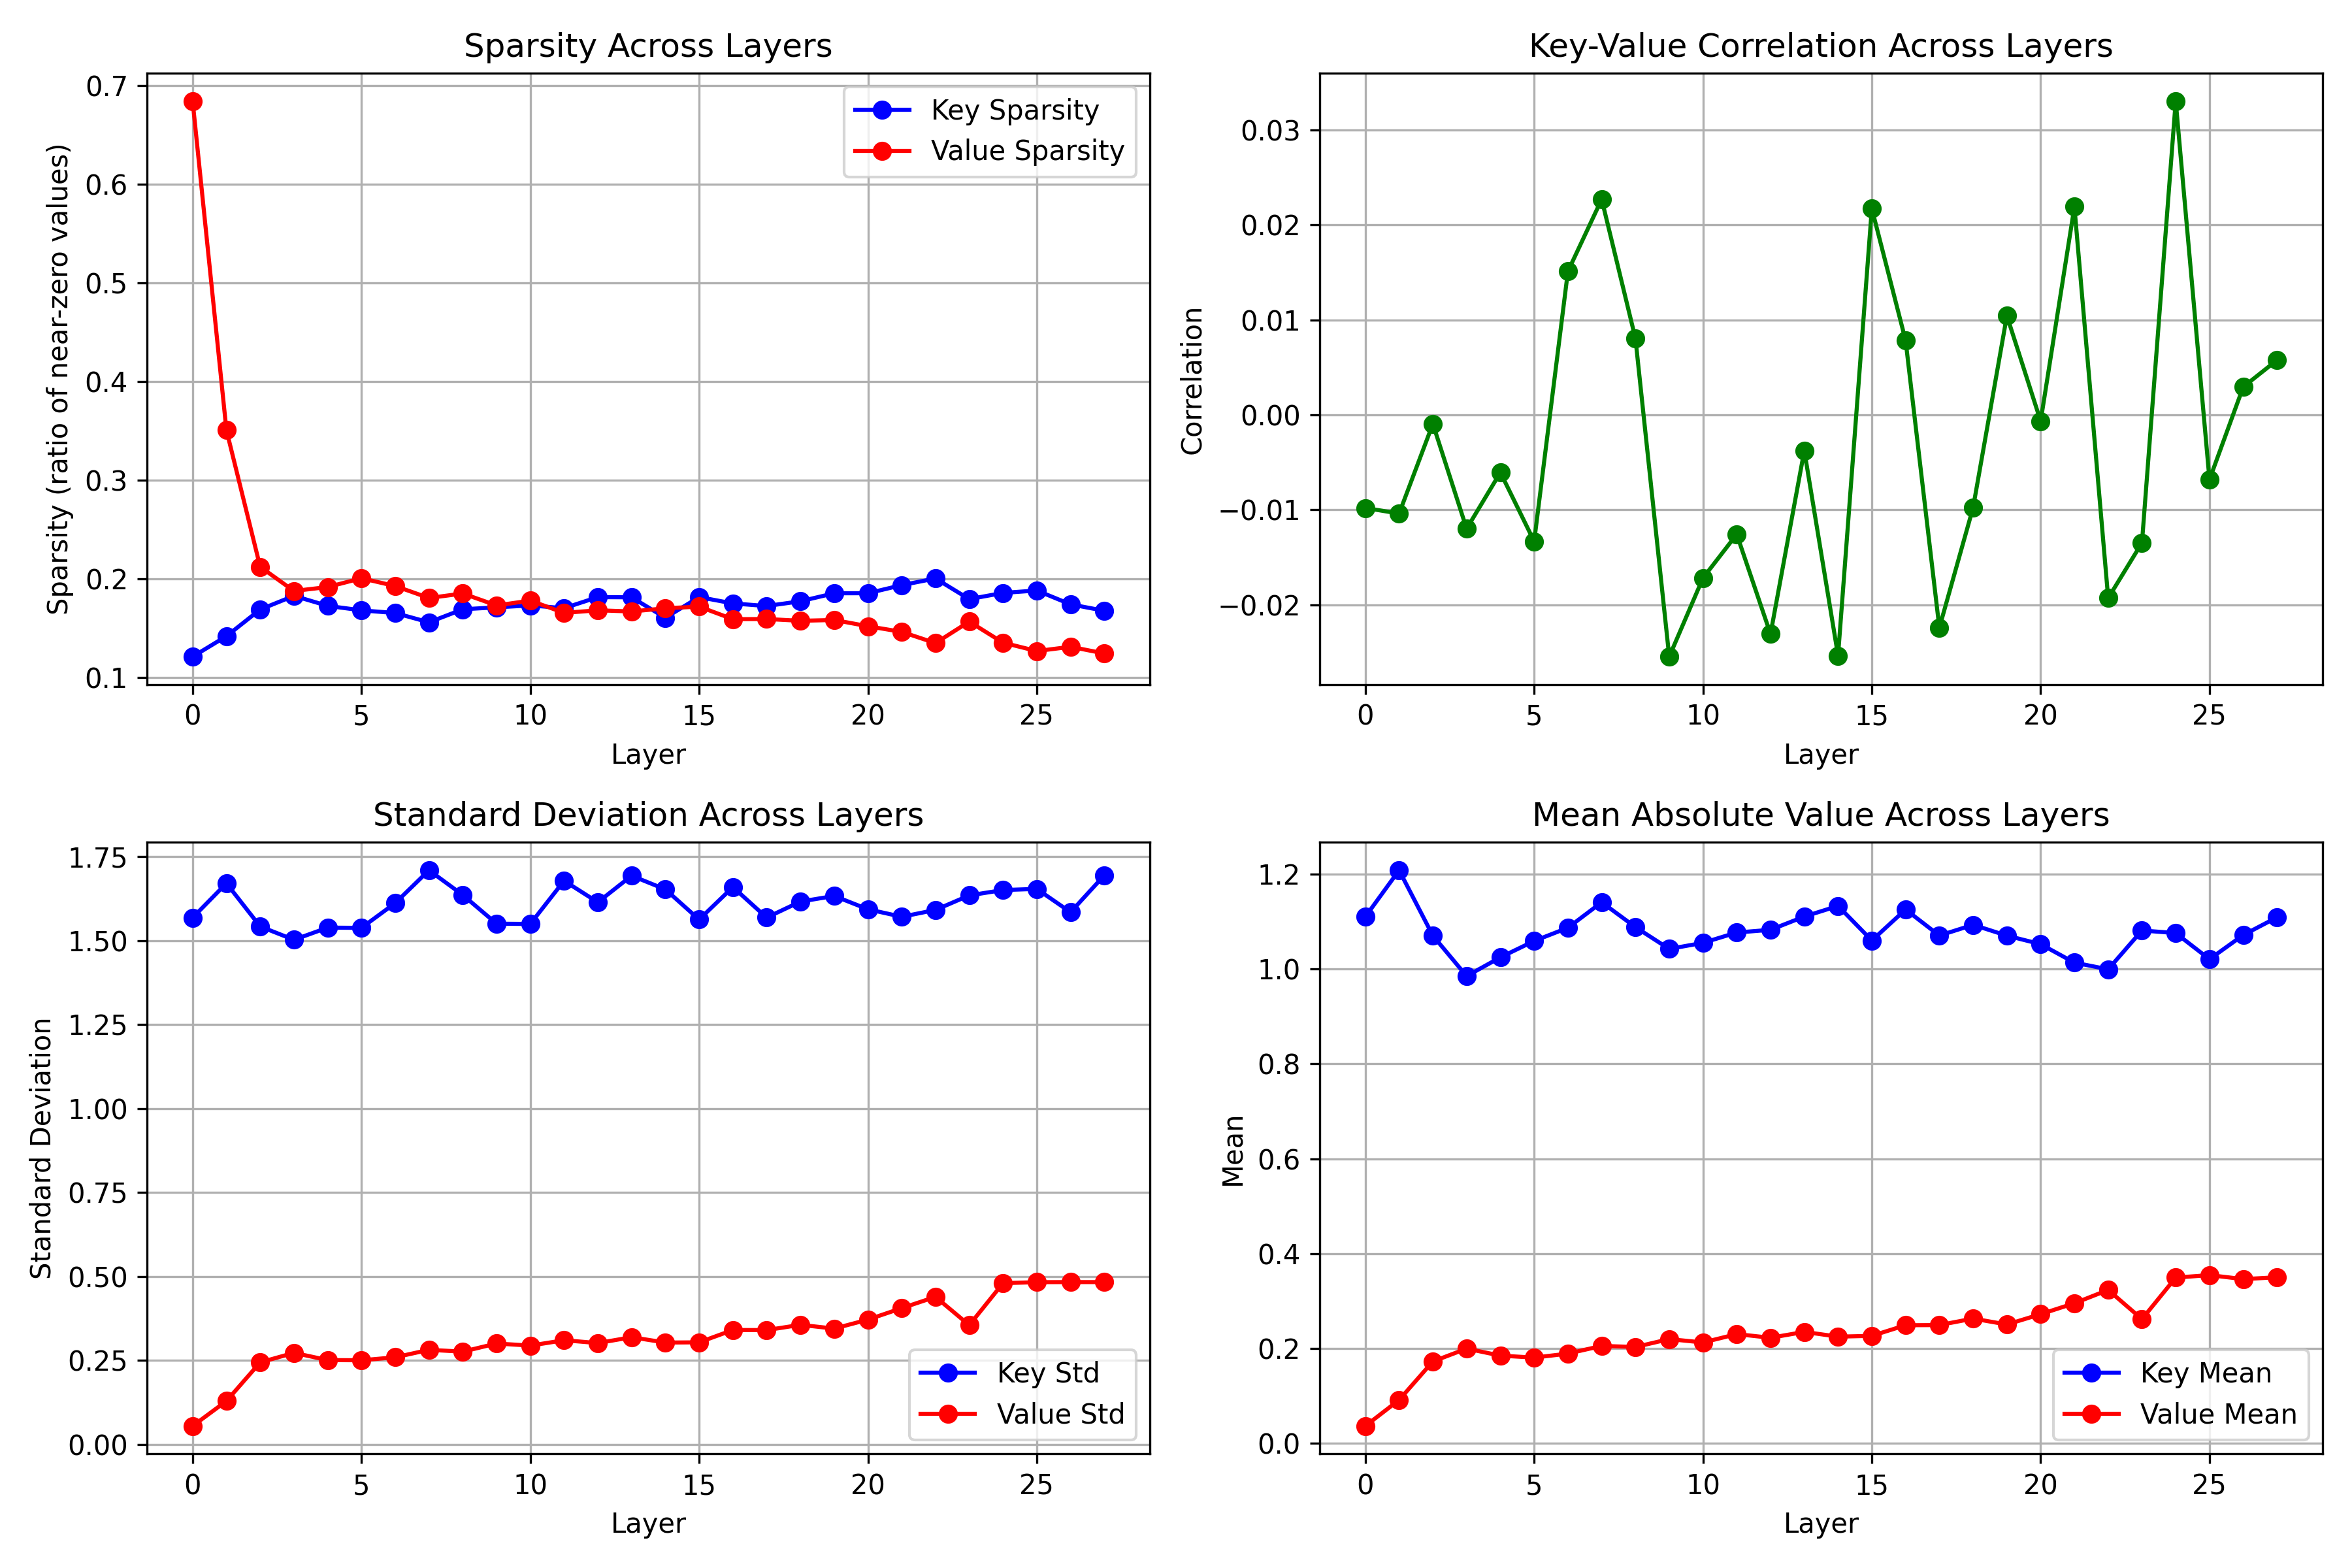 Sparsity Across Layers
Sparsity (ratio of near-zero values)
0.7
0.6
0.5
0.4
0.3
0.2
0.1
Key Sparsity
Value Sparsity
0 5 10 15 20 25
Layer
Key-Value Correlation Across Layers
Correlation
0.03
0.02
0.01
0.00
−0.01
−0.02
0 5 10 15 20 25
Layer
Standard Deviation Across Layers
Standard Deviation
1.75
1.50
1.25
1.00
0.75
0.50
0.25
0.00
Key Std
Value Std
0 5 10 15 20 25
Layer
Mean Absolute Value Across Layers
Mean
1.2
1.0
0.8
0.6
0.4
0.2
0.0
Key Mean
Value Mean
0 5 10 15 20 25
Layer